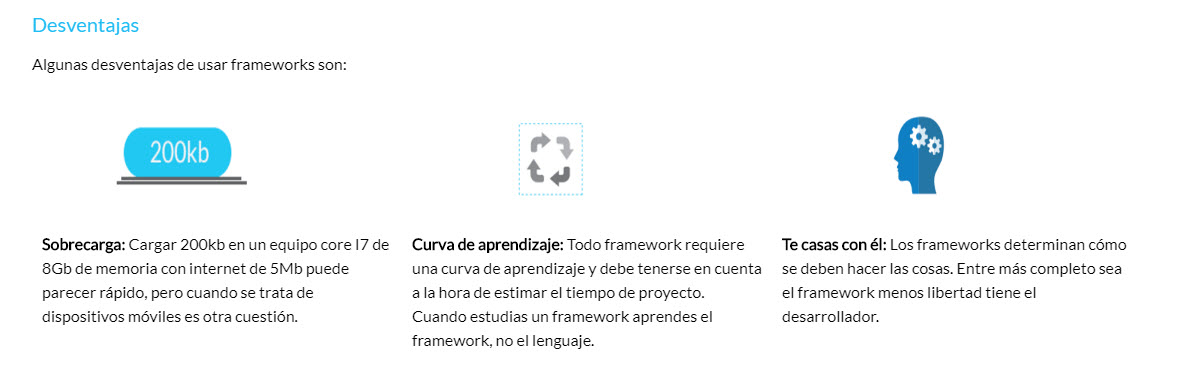 Desventajas
Algunas desventajas de usar frameworks son:
200kb
Sobrecarga: Cargar 200kb en un equipo core I7 de
8Gb de memoria con internet de 5Mb puede
parecer rápido, pero cuando se trata de
dispositivos móviles es otra cuestión.
Curva de aprendizaje: Todo framework requiere
una curva de aprendizaje y debe tenerse en cuenta
a la hora de estimar el tiempo de proyecto.
Cuando estudias un framework aprendes el
framework, no el lenguaje.
Te casas con él: Los frameworks determinan cómo
se deben hacer las cosas. Entre más completo sea
el framework menos libertad tiene el
desarrollador.